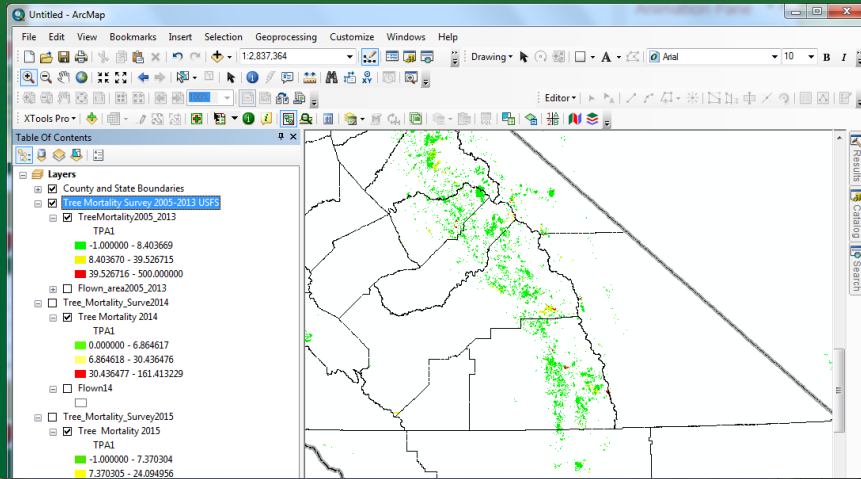 Untitled - ArcMap
File Edit View Bookmarks Insert Selection Geoprocessing Customize Windows Help
1:2,837,364 Drawing Arial 10 B I
100% Editor
XTools Pro
Table Of Contents
Layers
County and State Boundaries
Tree Mortality Survey 2005-2013 USFS
TreeMortality2005_2013
TPA1
-1.000000 - 8.403669
8.403670 - 39.526715
39.526716 - 500.000000
Flown_area2005_2013
Tree_Mortality_Surve2014
Tree Mortality 2014
TPA1
0.000000 - 6.864617
6.864618 - 30.436476
30.436477 - 161.413229
Flown14
Tree_Mortality_Survey2015
Tree Mortality 2015
TPA1
-1.000000 - 7.370304
7.370305 - 24.094956
Results
Catalog
Search